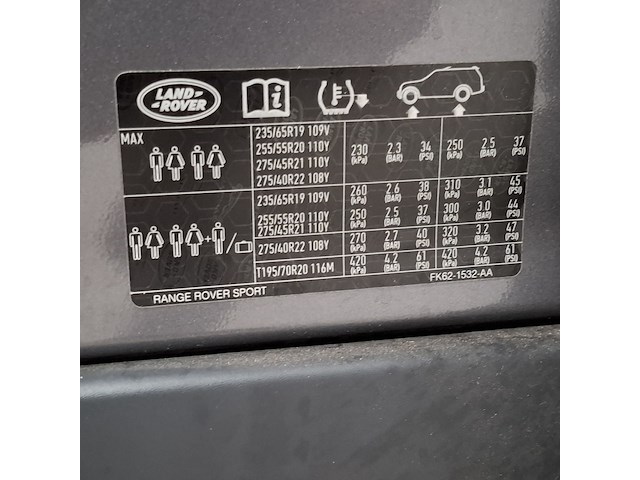 LAND-
-ROVER
MAX
235/65R19 109V
255/55R20 110Y
275/45R21 110Y
275/40R22 108Y
230 (kPa) 2.3 (BAR) 34 (PSI) 250 (kPa) 2.5 (BAR) 37 (PSI)
235/65R19 109V 260 (kPa) 2.6 (BAR) 38 (PSI) 310 (kPa) 3.1 (BAR) 45 (PSI)
255/55R20 110Y
275/45R21 110Y
250 (kPa) 2.5 (BAR) 37 (PSI) 300 (kPa) 3.0 (BAR) 44 (PSI)
+ /
275/40R22 108Y 270 (kPa) 2.7 (BAR) 40 (PSI) 320 (kPa) 3.2 (BAR) 47 (PSI)
T195/70R20 116M 420 (kPa) 4.2 (BAR) 61 (PSI) 420 (kPa) 4.2 (BAR) 61 (PSI)
RANGE ROVER SPORT FK62-1532-AA